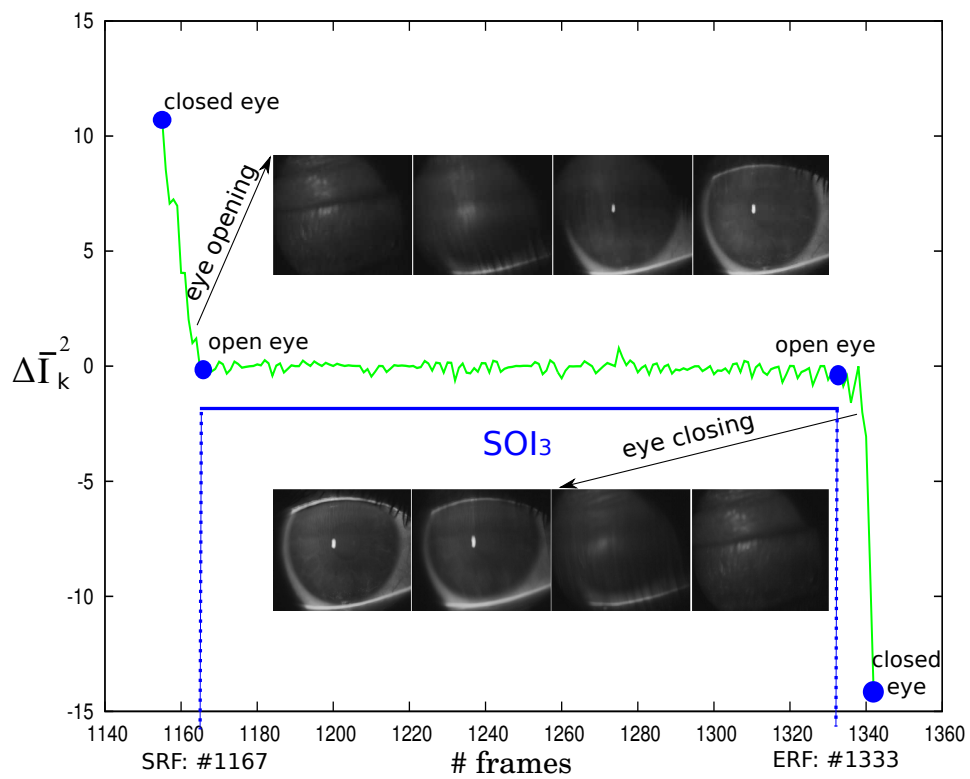 15
closed eye
10
eye opening
5
open eye
open eye
ΔĪ²ₖ
0
SOI₃
eye closing
-5
-10
closed
eye
-15
1140 1160 1180 1200 1220 1240 1260 1280 1300 1320 1340 1360
SRF: #1167 # frames ERF: #1333